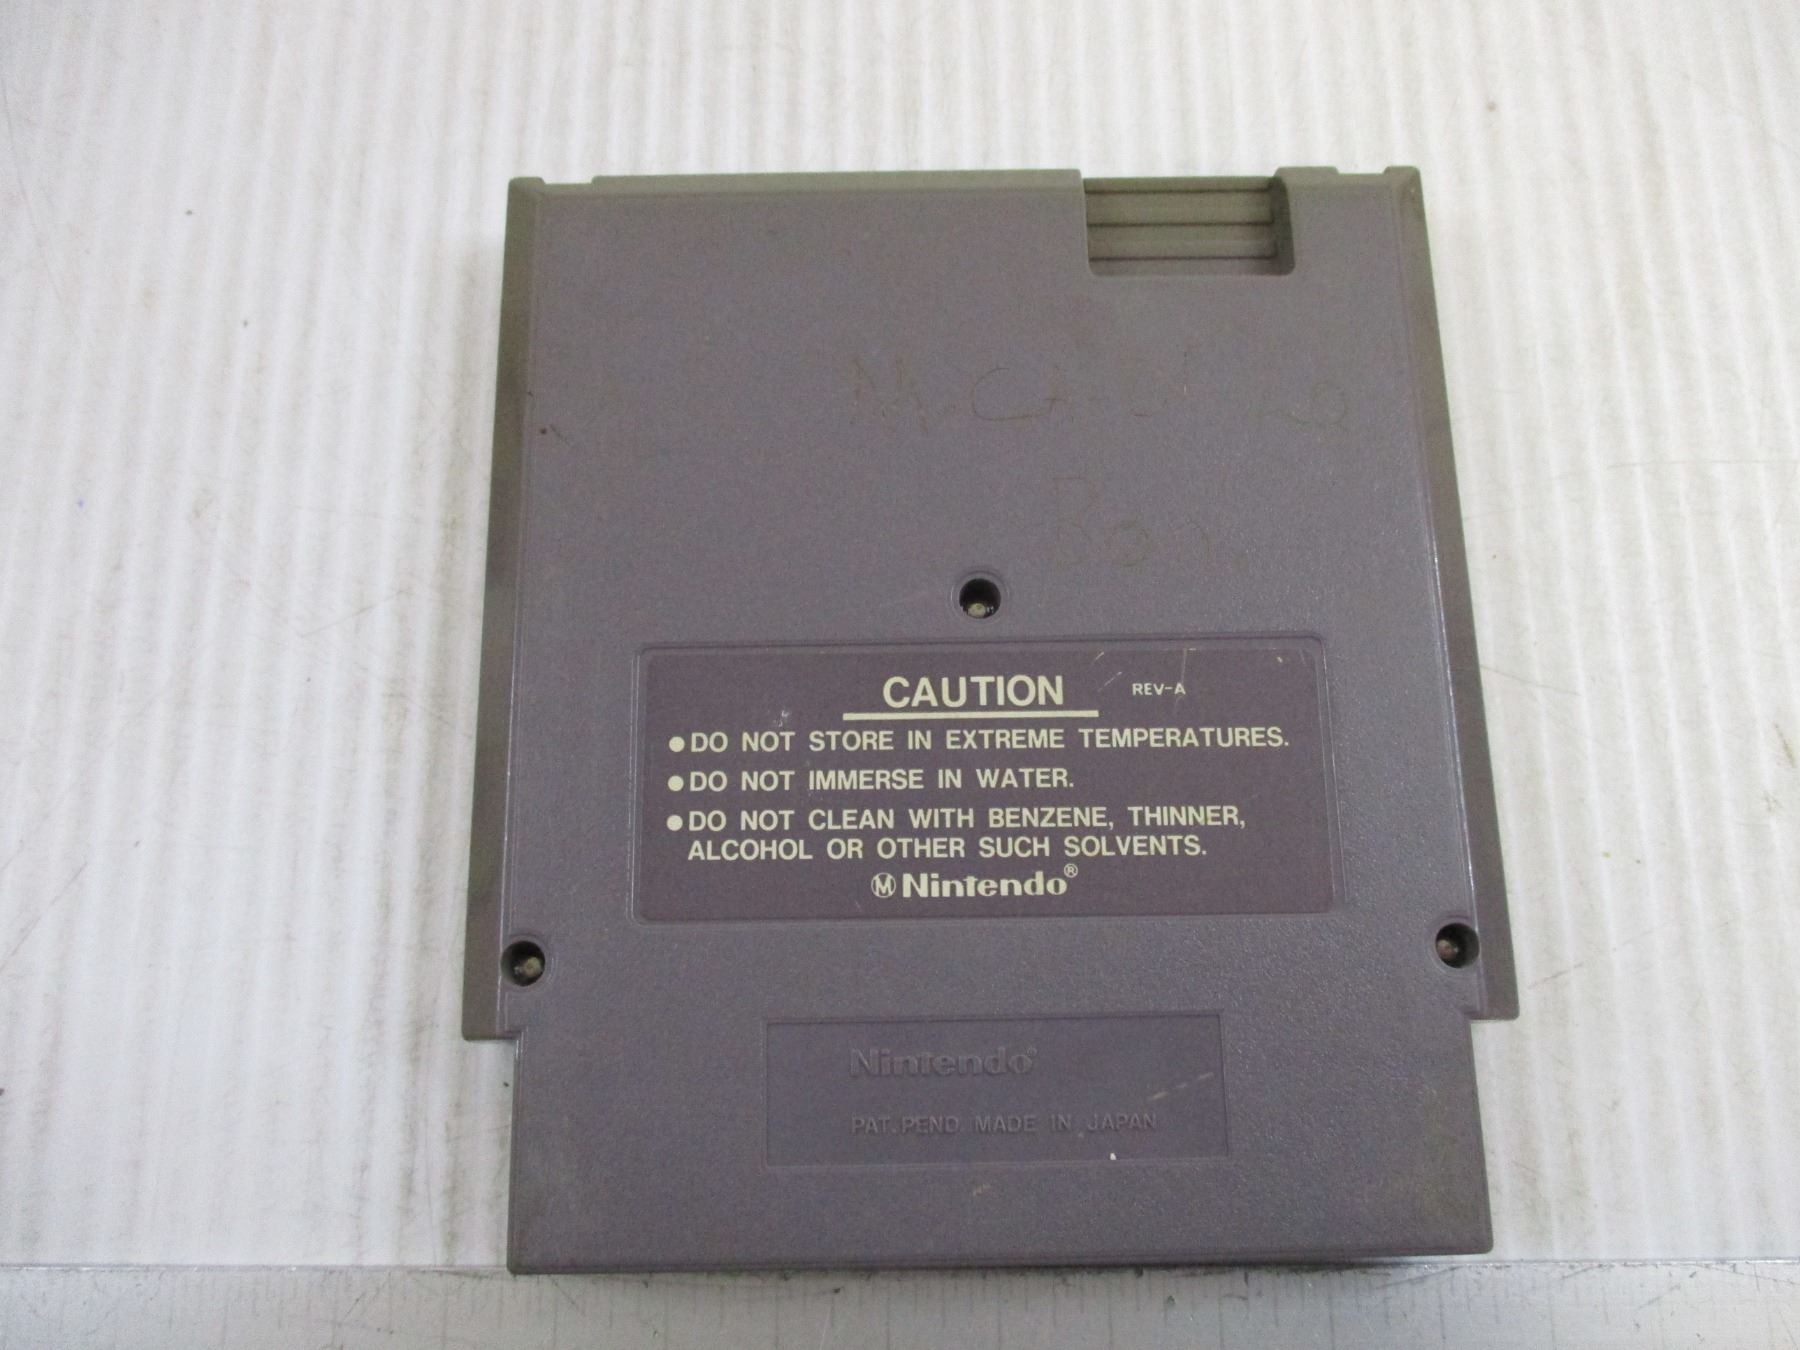 Bon
CAUTION REV-A
●DO NOT STORE IN EXTREME TEMPERATURES.
●DO NOT IMMERSE IN WATER.
●DO NOT CLEAN WITH BENZENE, THINNER,
ALCOHOL OR OTHER SUCH SOLVENTS.
Ⓜ Nintendo®
Nintendo®
PAT.PEND. MADE IN JAPAN